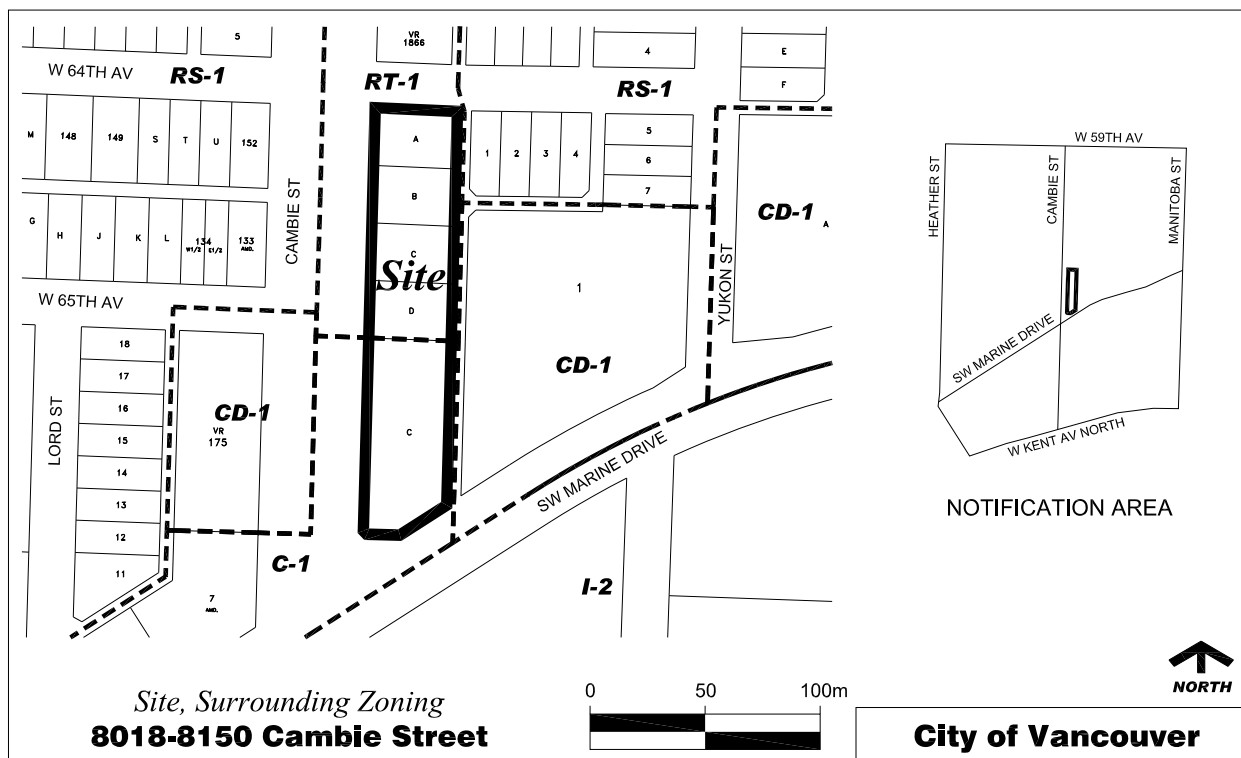 5
VR
1866
4
E
F
W 64TH AV
RS-1
RT-1
RS-1
M
148
149
S
T
U
152
A
B
C
D
C
1
2
3
4
5
6
7
CD-1
A
G
H
J
K
L
134
W1/2
E1/2
133
AMD.
CAMBIE ST
Site
1
YUKON ST
W 65TH AV
CD-1
18
17
16
15
14
13
12
11
LORD ST
CD-1
VR
175
SW MARINE DRIVE
C-1
7
AMD.
I-2
W 59TH AV
HEATHER ST
CAMBIE ST
MANITOBA ST
SW MARINE DRIVE
W KENT AV NORTH
NOTIFICATION AREA
NORTH
Site, Surrounding Zoning
8018-8150 Cambie Street
0 50 100m
City of Vancouver